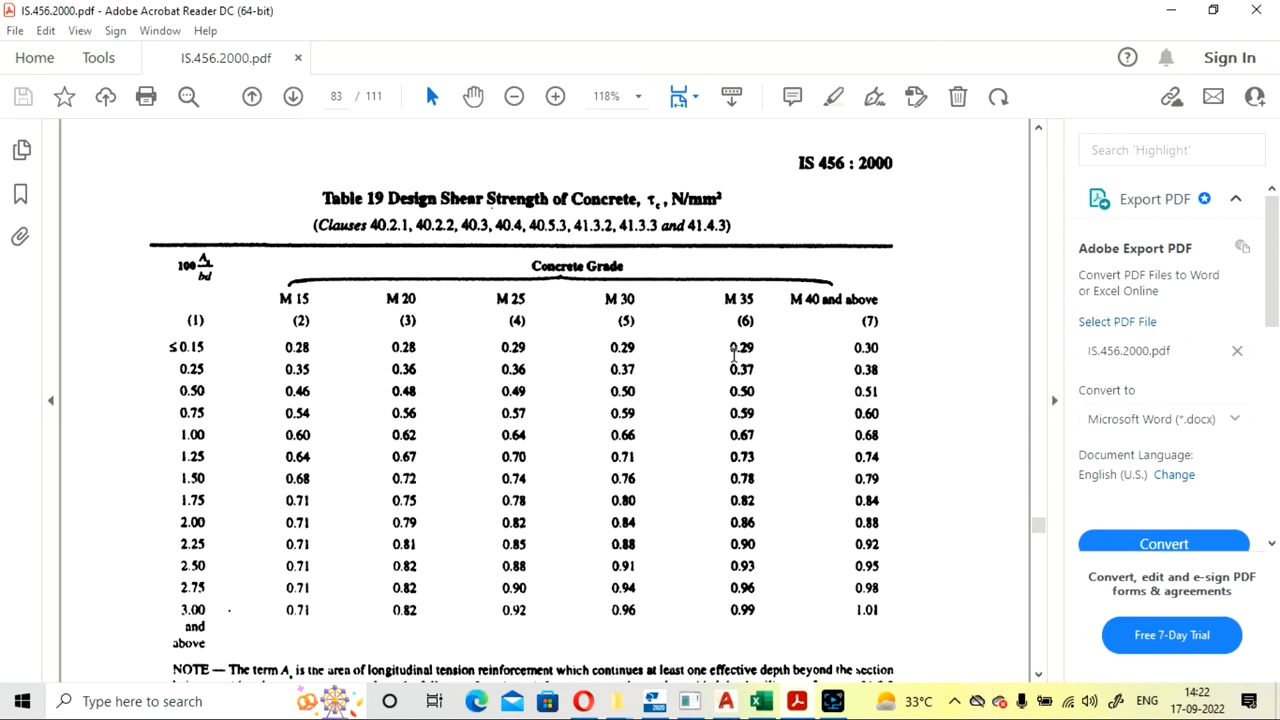 IS.456.2000.pdf - Adobe Acrobat Reader DC (64-bit)
File Edit View Sign Window Help
Home Tools IS.456.2000.pdf × Sign In
83 / 111 118%
IS 456 : 2000
Table 19 Design Shear Strength of Concrete, τc, N/mm²
(Clauses 40.2.1, 40.2.2, 40.3, 40.4, 40.5.3, 41.3.2, 41.3.3 and 41.4.3)
100 As/bd Concrete Grade
M 15 M 20 M 25 M 30 M 35 M 40 and above
(1) (2) (3) (4) (5) (6) (7)
≤ 0.15 0.28 0.28 0.29 0.29 0.29 0.30
0.25 0.35 0.36 0.36 0.37 0.37 0.38
0.50 0.46 0.48 0.49 0.50 0.50 0.51
0.75 0.54 0.56 0.57 0.59 0.59 0.60
1.00 0.60 0.62 0.64 0.66 0.67 0.68
1.25 0.64 0.67 0.70 0.71 0.73 0.74
1.50 0.68 0.72 0.74 0.76 0.78 0.79
1.75 0.71 0.75 0.78 0.80 0.82 0.84
2.00 0.71 0.79 0.82 0.84 0.86 0.88
2.25 0.71 0.81 0.85 0.88 0.90 0.92
2.50 0.71 0.82 0.88 0.91 0.93 0.95
2.75 0.71 0.82 0.90 0.94 0.96 0.98
3.00 0.71 0.82 0.92 0.96 0.99 1.01
and
above
NOTE — The term As is the area of longitudinal tension reinforcement which continues at least one effective depth beyond the section
Search 'Highlight'
Export PDF
Adobe Export PDF
Convert PDF Files to Word
or Excel Online
Select PDF File
IS.456.2000.pdf
Convert to
Microsoft Word (*.docx)
Document Language:
English (U.S.) Change
Convert
Convert, edit and e-sign PDF
forms & agreements
Free 7-Day Trial
Type here to search
33°C ENG 14:22
17-09-2022